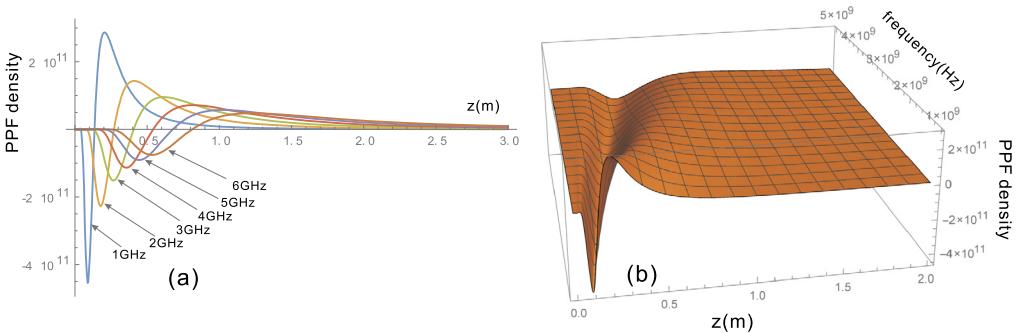 PPF density
2 10¹¹
-2 10¹¹
-4 10¹¹
z(m)
0.5
1.0
1.5
2.0
2.5
3.0
6GHz
5GHz
4GHz
3GHz
2GHz
1GHz
(a)
5×10⁹
4×10⁹
3×10⁹
2×10⁹
1×10⁹
frequency(Hz)
2×10¹¹
0
-2×10¹¹
-4×10¹¹
PPF density
0.0
0.5
1.0
1.5
2.0
z(m)
(b)